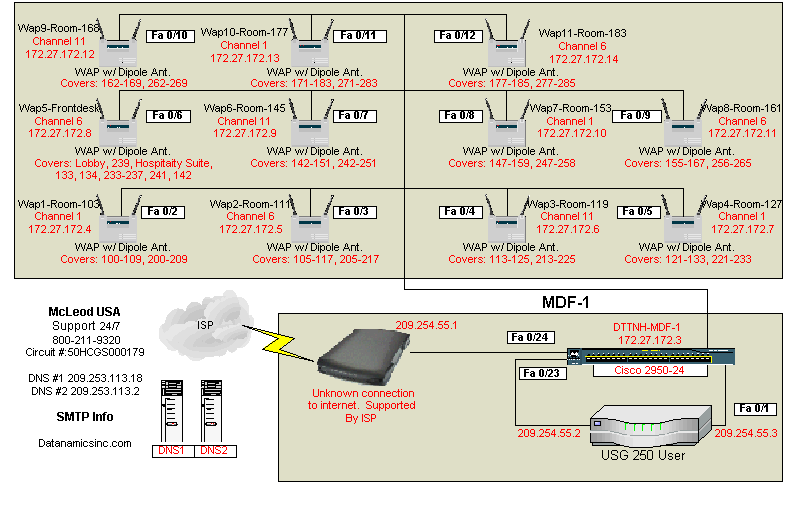 Wap9-Room-168
Channel 11
172.27.172.12
Fa 0/10
WAP w/ Dipole Ant.
Covers: 162-169, 262-269
Wap10-Room-177
Channel 1
172.27.172.13
Fa 0/11
WAP w/ Dipole Ant.
Covers: 171-183, 271-283
Fa 0/12
Wap11-Room-183
Channel 6
172.27.172.14
WAP w/ Dipole Ant.
Covers: 177-185, 277-285
Wap5-Frontdesk
Channel 6
172.27.172.8
Fa 0/6
WAP w/ Dipole Ant.
Covers: Lobby, 239, Hospitaity Suite,
133, 134, 233-237, 241, 142
Wap6-Room-145
Channel 11
172.27.172.9
Fa 0/7
WAP w/ Dipole Ant.
Covers: 142-151, 242-251
Fa 0/8
Wap7-Room-153
Channel 1
172.27.172.10
WAP w/ Dipole Ant.
Covers: 147-159, 247-258
Fa 0/9
Wap8-Room-161
Channel 6
172.27.172.11
WAP w/ Dipole Ant.
Covers: 155-167, 256-265
Wap1-Room-103
Channel 1
172.27.172.4
Fa 0/2
WAP w/ Dipole Ant.
Covers: 100-109, 200-209
Wap2-Room-111
Channel 6
172.27.172.5
Fa 0/3
WAP w/ Dipole Ant.
Covers: 105-117, 205-217
Fa 0/4
Wap3-Room-119
Channel 11
172.27.172.6
WAP w/ Dipole Ant.
Covers: 113-125, 213-225
Fa 0/5
Wap4-Room-127
Channel 1
172.27.172.7
WAP w/ Dipole Ant.
Covers: 121-133, 221-233
McLeod USA
Support 24/7
800-211-9320
Circuit #:50HCGS000179
DNS #1 209.253.113.18
DNS #2 209.253.113.2
SMTP Info
Datanamicsinc.com
ISP
DNS1
DNS2
MDF-1
209.254.55.1
Unknown connection
to internet. Supported
By ISP
Fa 0/24
DTTNH-MDF-1
172.27.172.3
Cisco 2950-24
Fa 0/23
Fa 0/1
209.254.55.2
209.254.55.3
USG 250 User